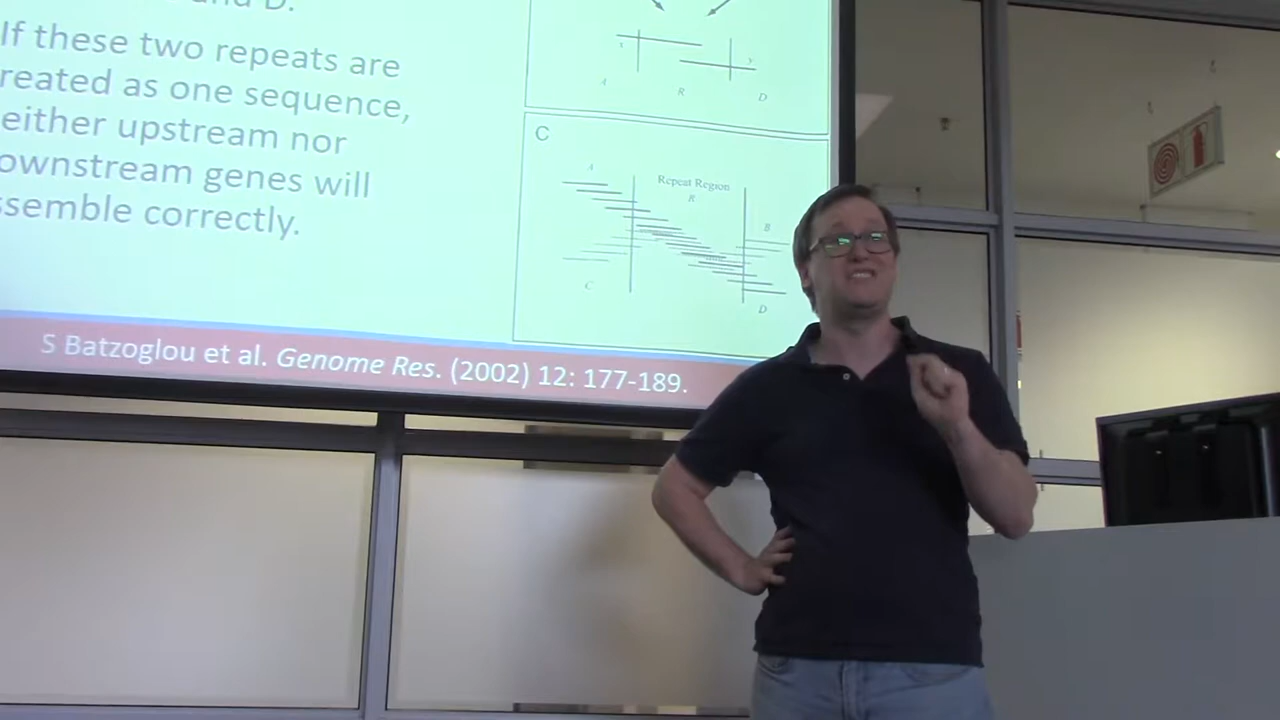 and D.
If these two repeats are
reated as one sequence,
either upstream nor
ownstream genes will
ssemble correctly.
A R D
C
A
Repeat Region
R
B
C
D
S Batzoglou et al. Genome Res. (2002) 12: 177-189.